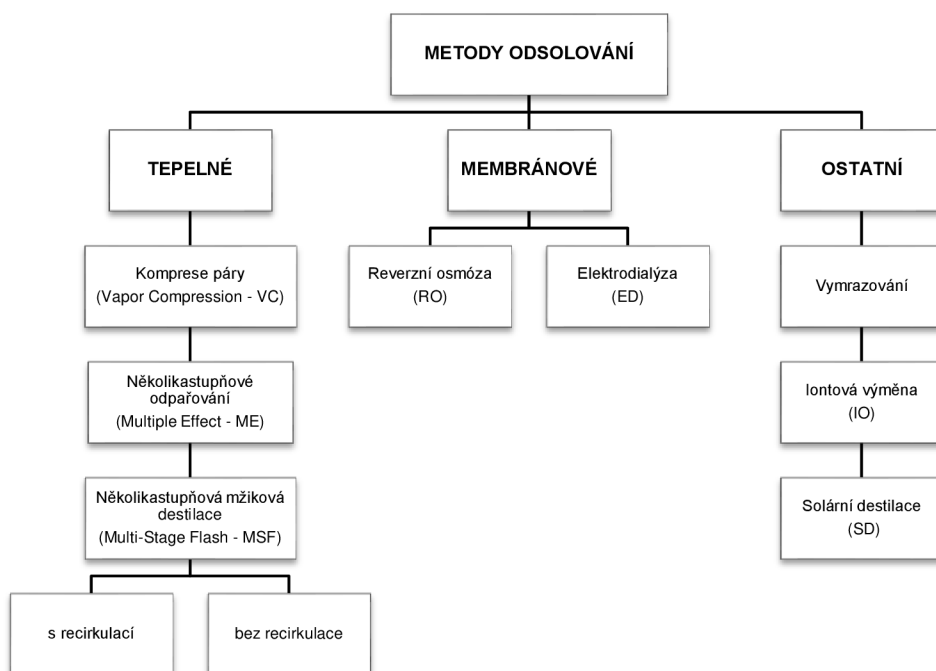 METODY ODSOLOVÁNÍ
TEPELNÉ
MEMBRÁNOVÉ
OSTATNÍ
Komprese páry
(Vapor Compression - VC)
Reverzní osmóza
(RO)
Elektrodialýza
(ED)
Vymrazování
Několikastupňové
odpařování
(Multiple Effect - ME)
Iontová výměna
(IO)
Několikastupňová mžiková
destilace
(Multi-Stage Flash - MSF)
Solární destilace
(SD)
s recirkulací
bez recirkulace